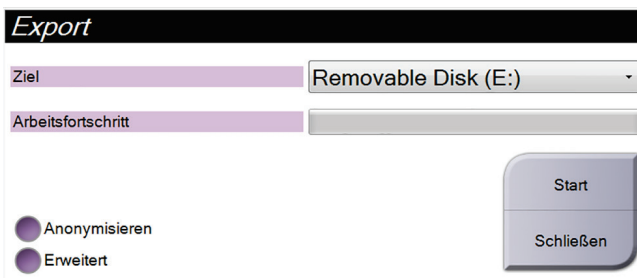 Export
Ziel
Removable Disk (E:)
Arbeitsfortschritt
Start
Anonymisieren
Schließen
Erweitert